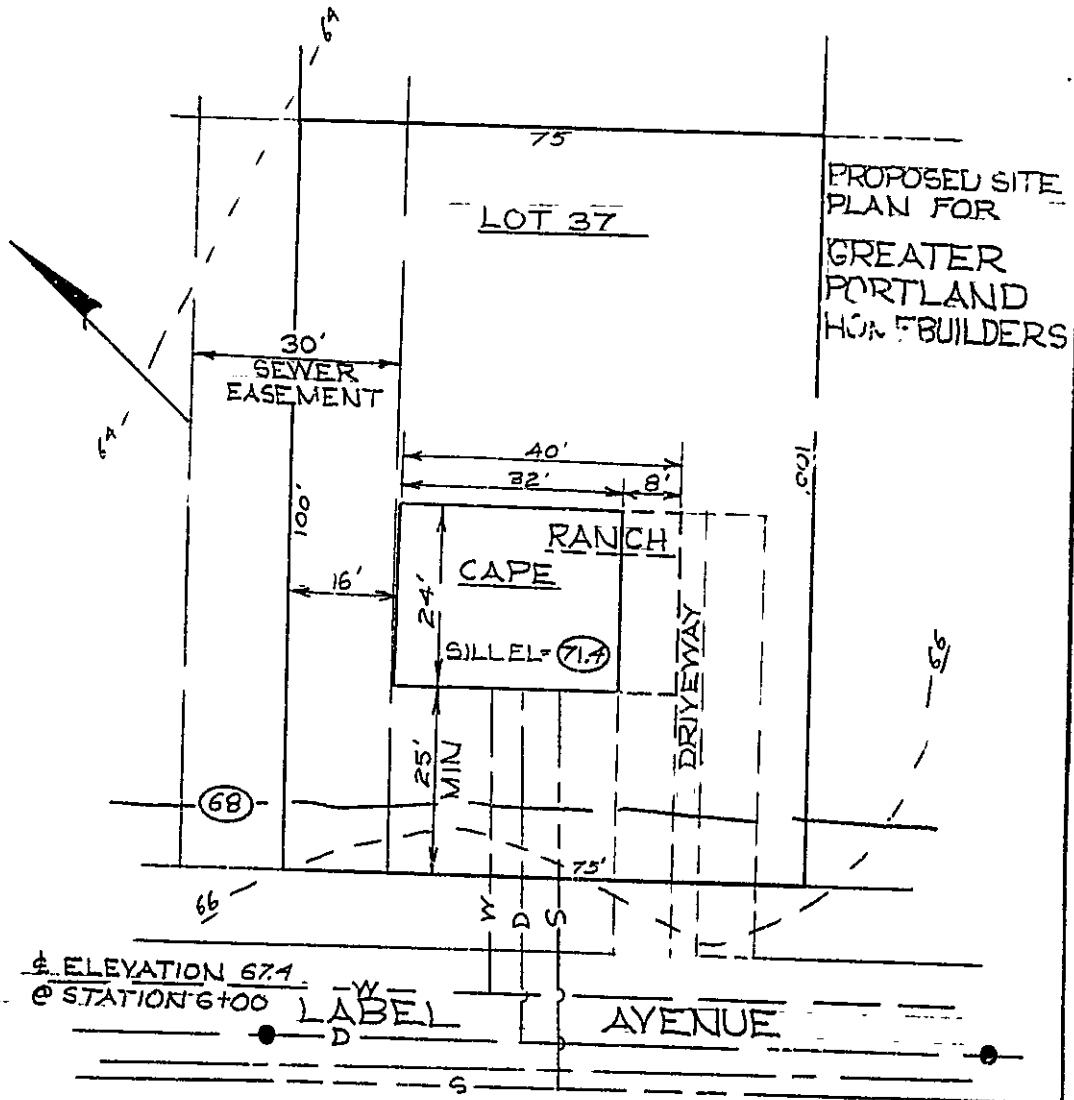 6A
75
PROPOSED SITE
PLAN FOR
GREATER
PORTLAND
LOT 37
30'
SEWER
EASEMENT
6A
40'
32' 8'
100'
100'
RANCH
CAPE
16'
24'
SILL EL= 71.4
DRIVEWAY
66
25'
MIN
68
75'
66
W D S
℄ ELEVATION 67.4
@ STATION 6+00
W
LABEL AVENUE
D
S